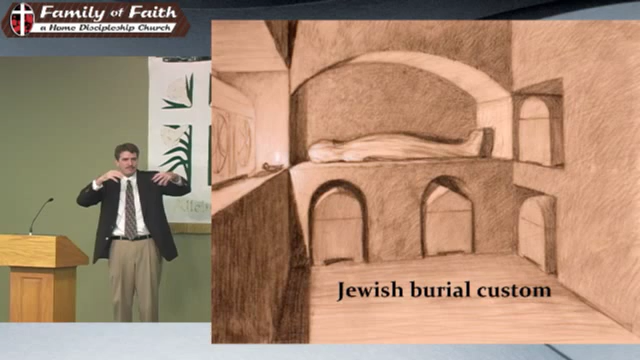 Family of Faith
a Home Discipleship Church
Jewish burial custom